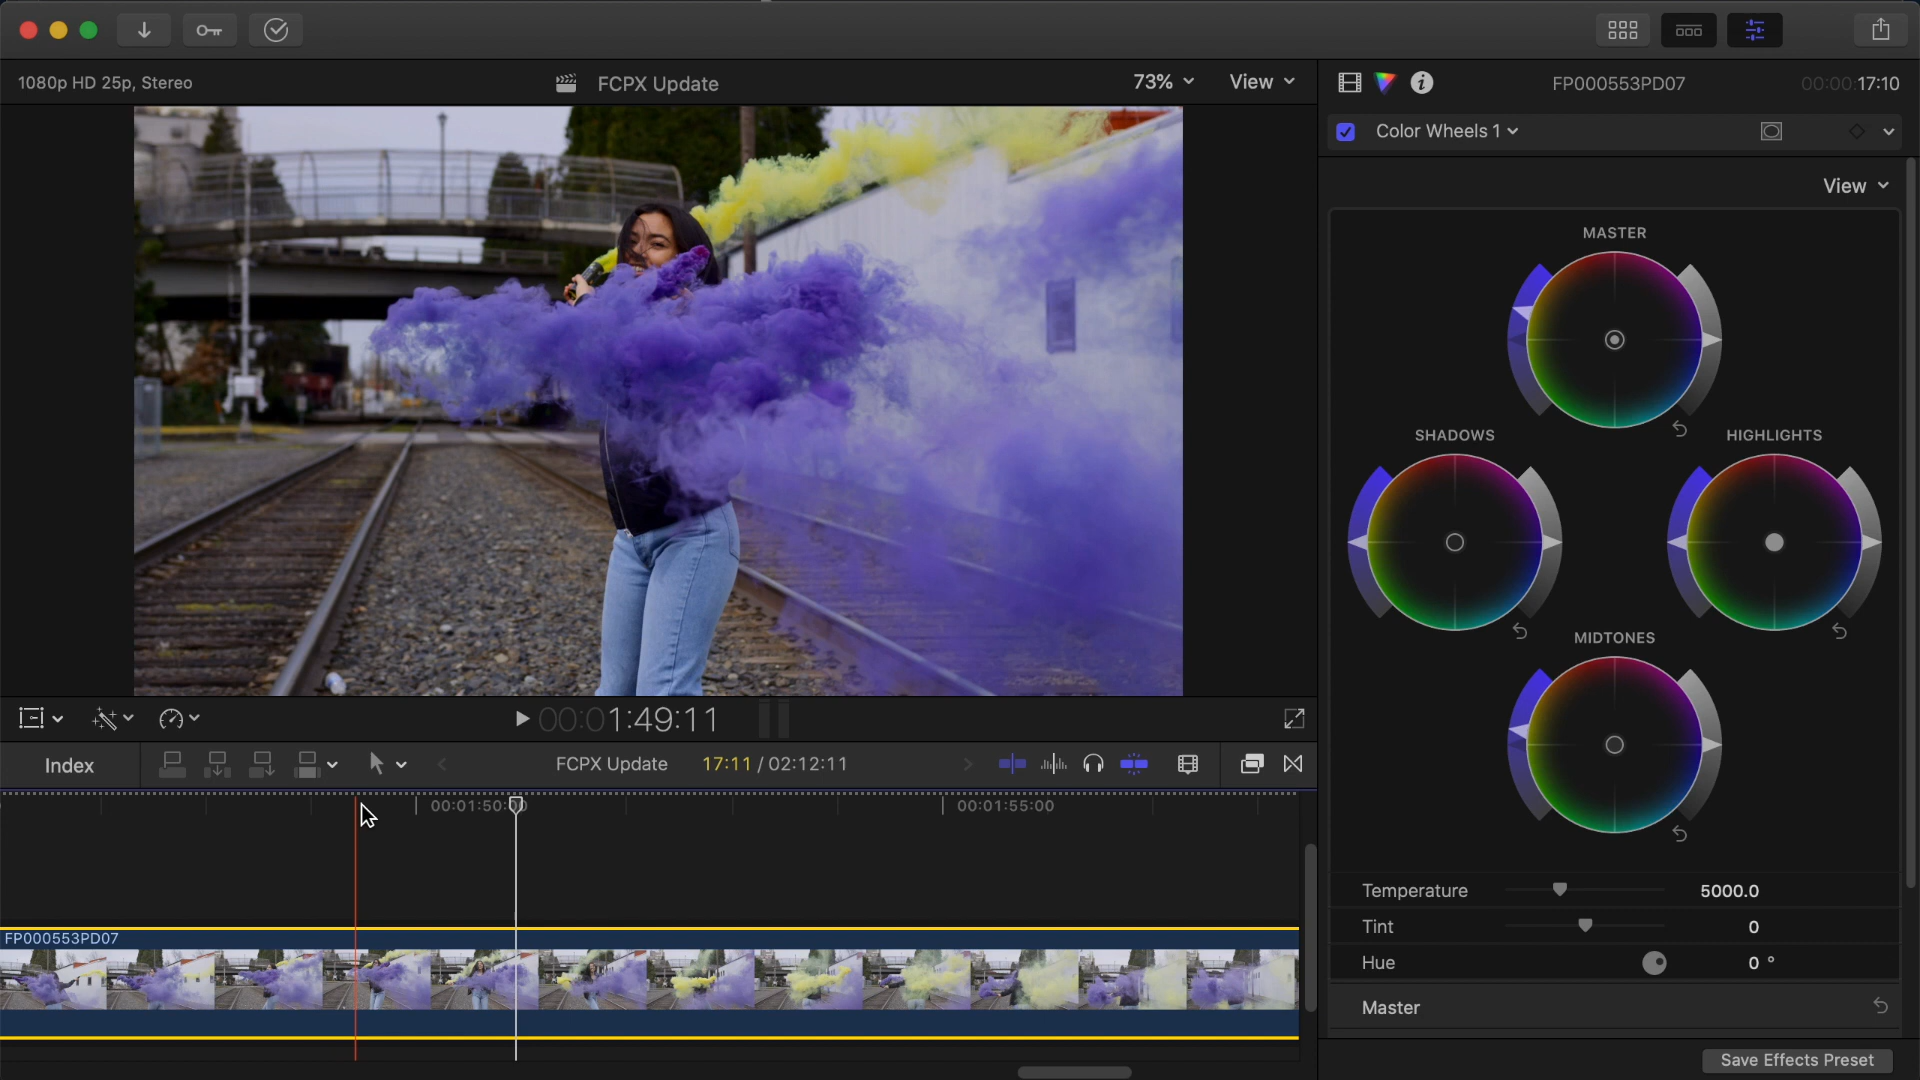 1080p HD 25p, Stereo
FCPX Update
73%
View
FP000553PD07
00:00:17:10
Color Wheels 1
View
MASTER
SHADOWS
HIGHLIGHTS
MIDTONES
00:01:49:11
Index
FCPX Update
17:11 / 02:12:11
00:01:50:00
00:01:55:00
FP000553PD07
Temperature
5000.0
Tint
0
Hue
0 °
Master
Save Effects Preset